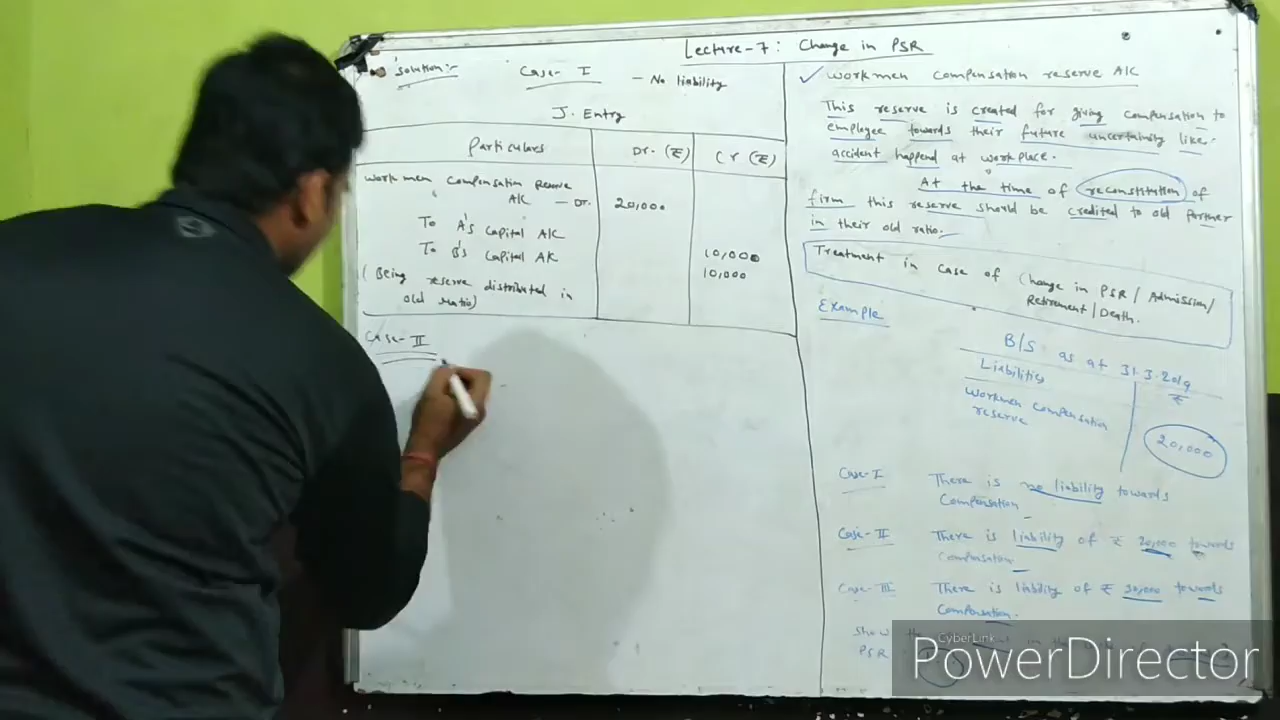 Lecture-7: Change in PSR
Solution:-
Case-I - No liability
J. Entry
Particulars Dr. (₹) Cr (₹)
Workmen Compensation Reserve
A/C - Dr. 20,000
To A's Capital A/C 10,000
To B's Capital A/C 10,000
(Being reserve distributed in
old ratio)
Case-II
✓ Workmen Compensation reserve A/C
This reserve is created for giving compensation to
employee towards their future uncertainity like.
accident happend at workplace.
At the time of reconstitution of
firm this reserve should be credited to old partner
in their old ratio.
Treatment in case of Change in PSR / Admission/
Retirement / Death.
Example
B/S as at 31.3.2019
Liabilities ₹
Workmen Compensation
reserve 20,000
Case-I There is no liability towards
Compensation
Case-II There is liability of ₹ 20,000 towards
Compensation
Case-III There is liability of ₹ 30,000 towards
Compensation.
Show the in the
PSR
CyberLink
PowerDirector